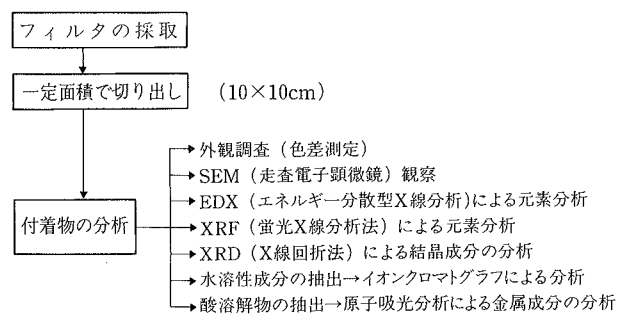 フィルタの採取
一定面積で切り出し (10×10cm)
付着物の分析
外観調査(色差測定)
SEM(走査電子顕微鏡)観察
EDX(エネルギー分散型X線分析)による元素分析
XRF(蛍光X線分析法)による元素分析
XRD(X線回折法)による結晶成分の分析
水溶性成分の抽出→イオンクロマトグラフによる分析
酸溶解物の抽出→原子吸光分析による金属成分の分析